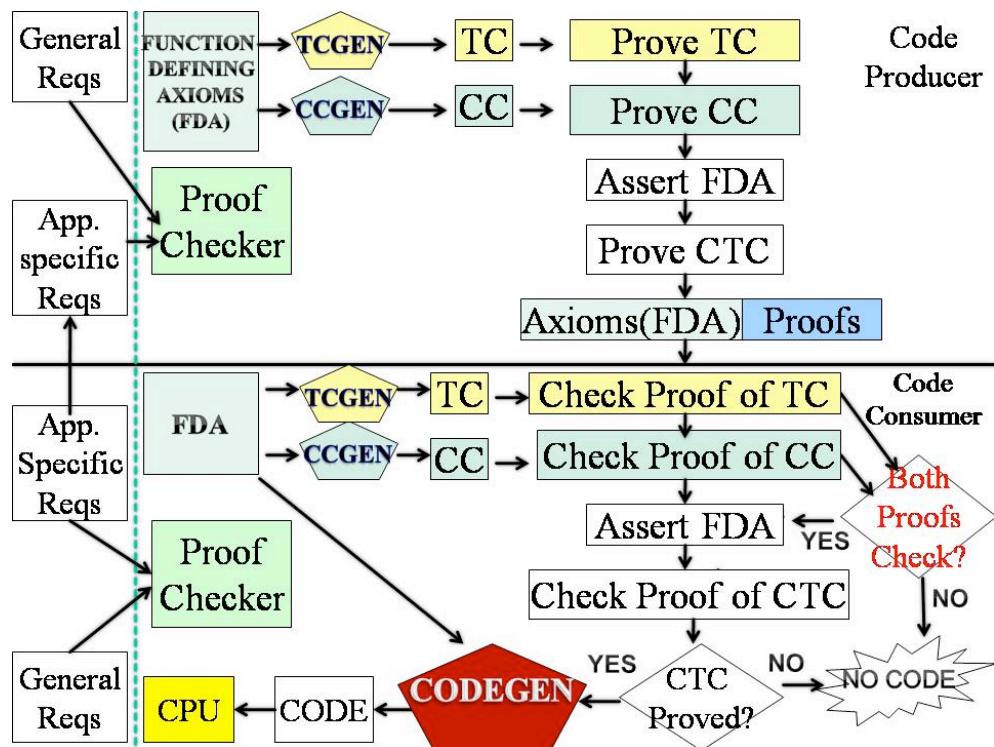 General
Reqs
FUNCTION
DEFINING
AXIOMS
(FDA)
TCGEN
TC
Prove TC
Code
Producer
CCGEN
CC
Prove CC
Assert FDA
Proof
Checker
App.
specific
Reqs
Prove CTC
Axioms(FDA)
Proofs
FDA
TCGEN
TC
Check Proof of TC
Code
Consumer
CCGEN
CC
Check Proof of CC
App.
Specific
Reqs
Both
Proofs
Check?
YES
Assert FDA
Proof
Checker
Check Proof of CTC
NO
General
Reqs
CPU
CODE
CODEGEN
YES
CTC
Proved?
NO
NO CODE